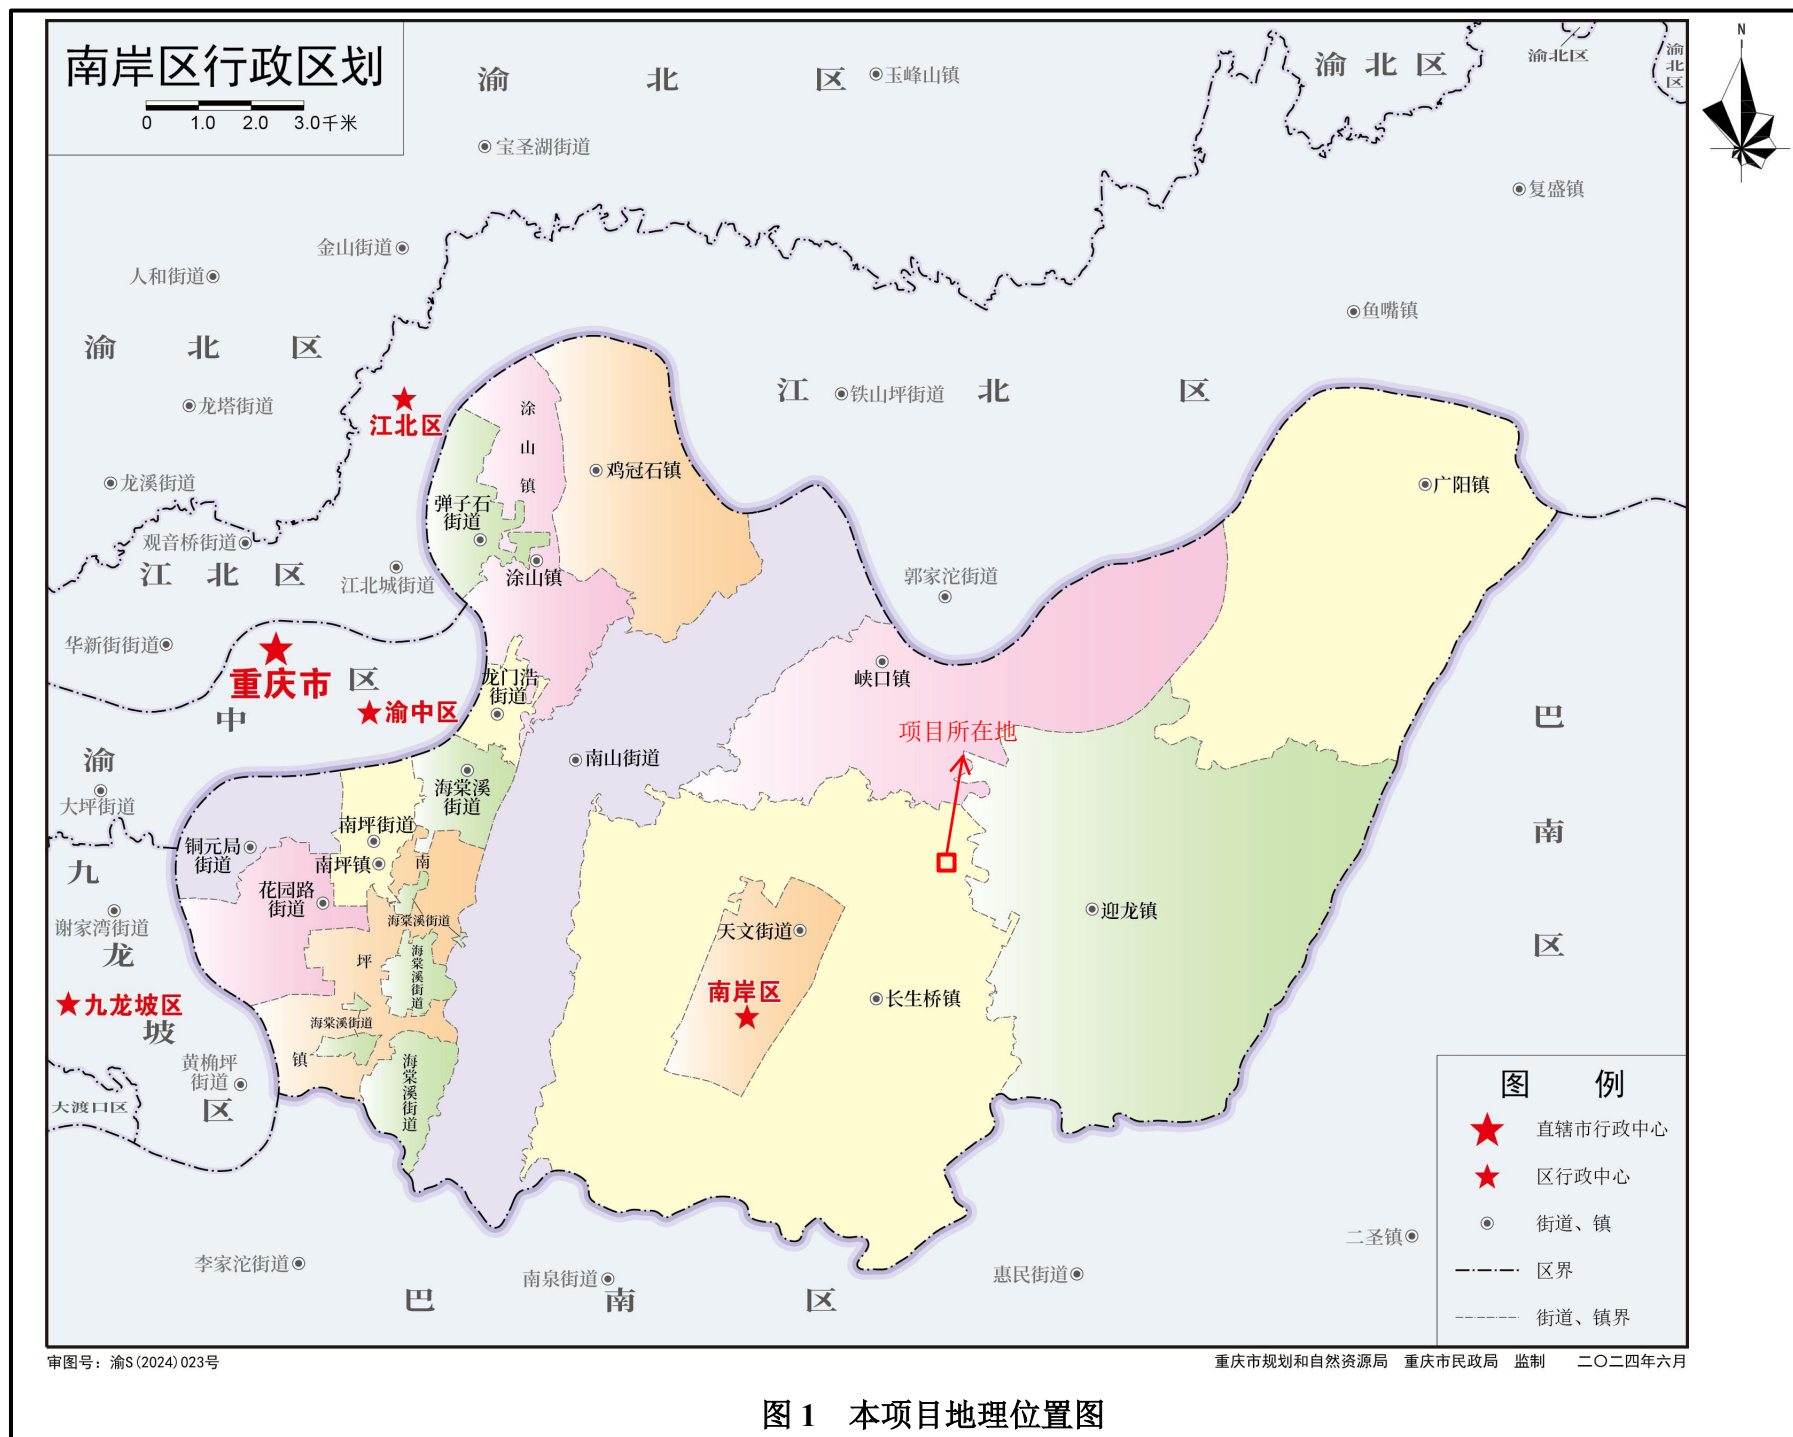 南岸区行政区划
0 1.0 2.0 3.0千米
N
渝北区
玉峰山镇
渝北区
渝北区
渝北区
宝圣湖街道
复盛镇
金山街道
人和街道
鱼嘴镇
渝北区
江北区
铁山坪街道
龙塔街道
江北区
涂山镇
鸡冠石镇
广阳镇
龙溪街道
弹子石
街道
观音桥街道
江北区
江北城街道
涂山镇
郭家沱街道
华新街街道
重庆市
区
中
渝
渝中区
龙门浩
街道
峡口镇
项目所在地
巴南区
南山街道
海棠溪
街道
大坪街道
南坪街道
铜元局
街道
南坪镇
南
坪
镇
九龙坡区
花园路
街道
海棠溪街道
谢家湾街道
天文街道
迎龙镇
海棠溪街道
南岸区
长生桥镇
九龙坡区
海棠溪街道
黄桷坪
街道
海棠溪街道
大渡口区
李家沱街道
南泉街道
惠民街道
二圣镇
巴南区
图例
直辖市行政中心
区行政中心
街道、镇
区界
街道、镇界
审图号：渝S(2024)023号
重庆市规划和自然资源局 重庆市民政局 监制 二〇二四年六月
图 1 本项目地理位置图